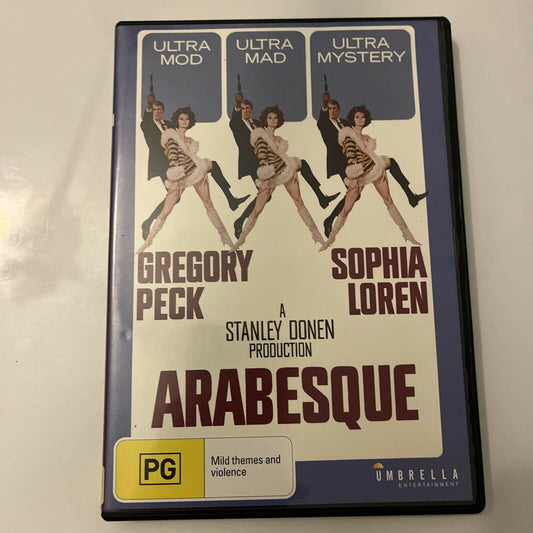 ULTRA MOD
ULTRA MAD
ULTRA MYSTERY
GREGORY PECK
SOPHIA LOREN
A
STANLEY DONEN
PRODUCTION
ARABESQUE
PG
Mild themes and
violence
UMBRELLA
ENTERTAINMENT